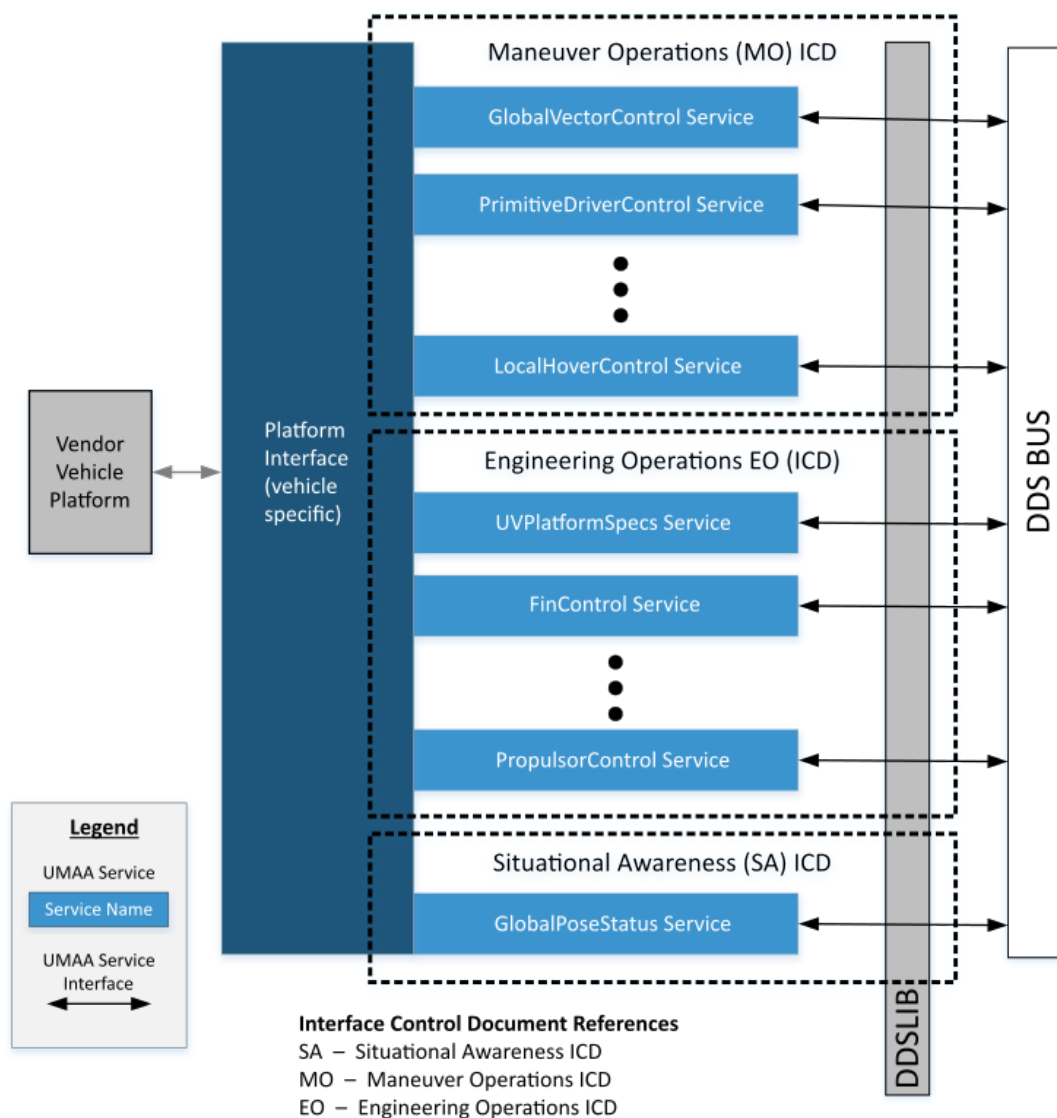 Maneuver Operations (MO) ICD
GlobalVectorControl Service
PrimitiveDriverControl Service
LocalHoverControl Service
Vendor
Vehicle
Platform
Platform
Interface
(vehicle
specific)
Engineering Operations EO (ICD)
UVPlatformSpecs Service
FinControl Service
PropulsorControl Service
Situational Awareness (SA) ICD
GlobalPoseStatus Service
DDSLIB
DDS BUS
Legend
UMAA Service
Service Name
UMAA Service
Interface
Interface Control Document References
SA – Situational Awareness ICD
MO – Maneuver Operations ICD
EO – Engineering Operations ICD